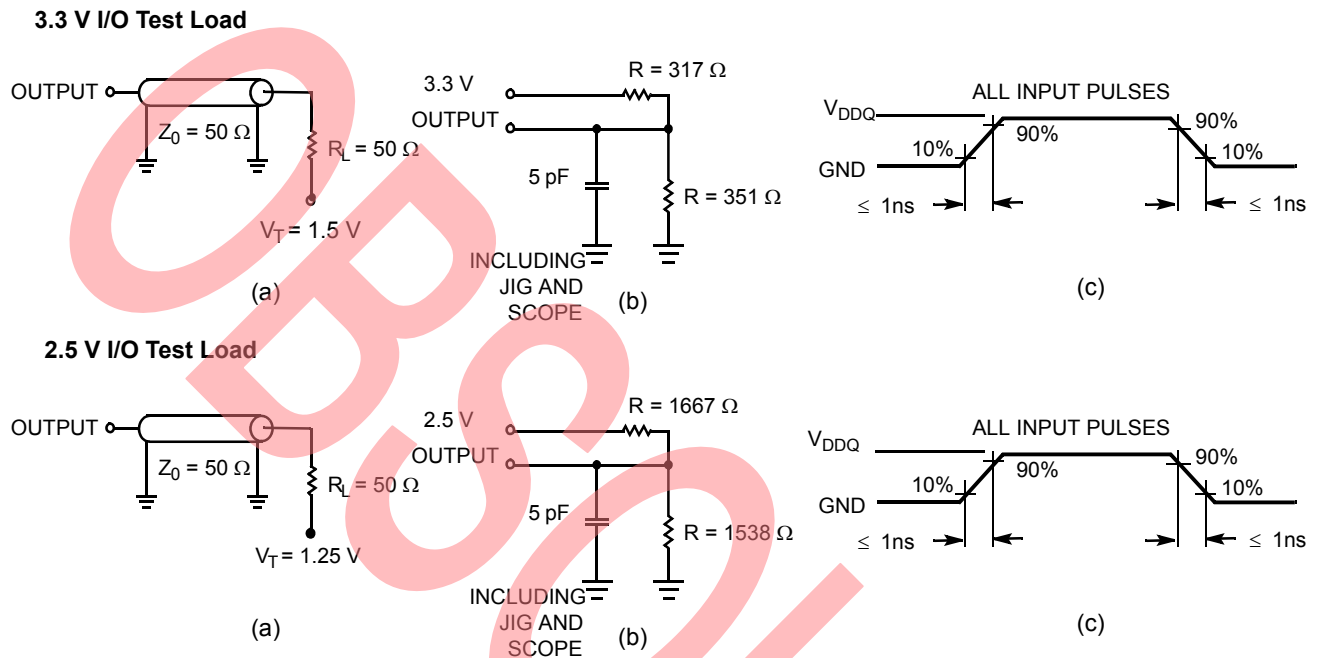 3.3 V I/O Test Load
OUTPUT
Z0 = 50 Ω
RL = 50 Ω
VT = 1.5 V
(a)
3.3 V
OUTPUT
R = 317 Ω
5 pF
R = 351 Ω
INCLUDING
JIG AND
SCOPE
(b)
ALL INPUT PULSES
VDDQ
GND
10%
90%
90%
10%
≤ 1ns
≤ 1ns
(c)
2.5 V I/O Test Load
OUTPUT
Z0 = 50 Ω
RL = 50 Ω
VT = 1.25 V
(a)
2.5 V
OUTPUT
R = 1667 Ω
5 pF
R = 1538 Ω
INCLUDING
JIG AND
SCOPE
(b)
ALL INPUT PULSES
VDDQ
GND
10%
90%
90%
10%
≤ 1ns
≤ 1ns
(c)